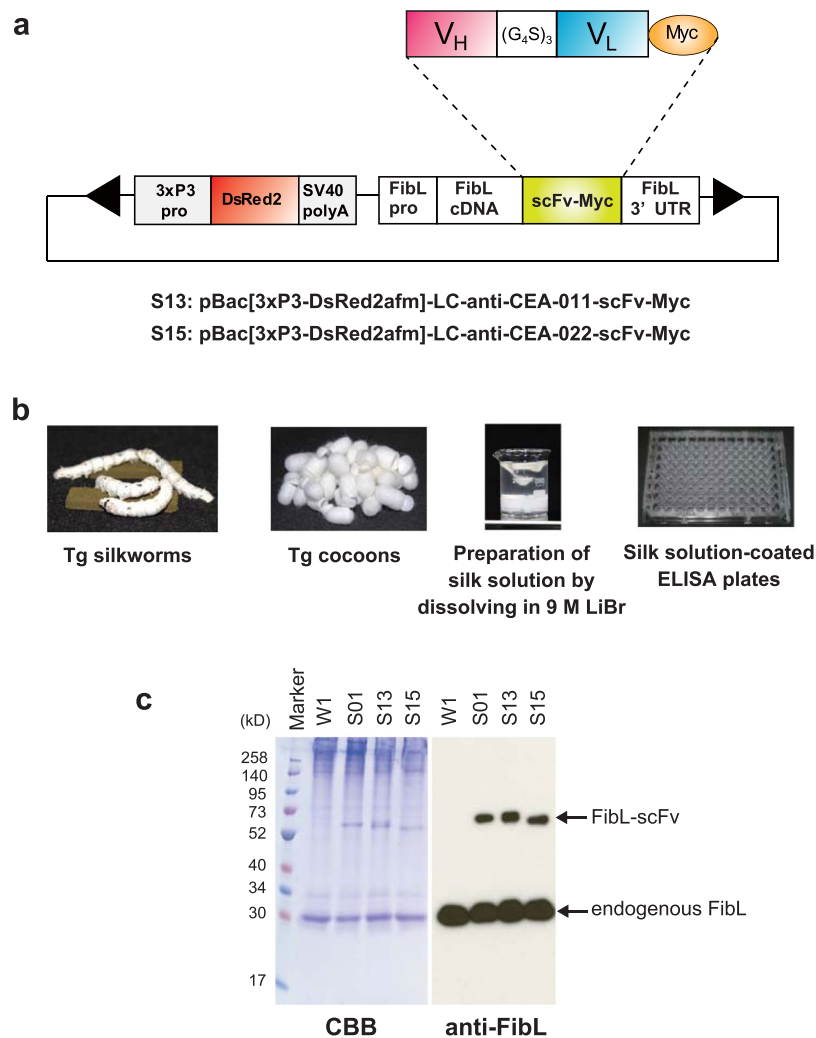 a
V_H (G₄S)₃ V_L Myc
3xP3 pro
DsRed2
SV40 polyA
FibL pro
FibL cDNA
scFv-Myc
FibL 3' UTR
S13: pBac[3xP3-DsRed2afm]-LC-anti-CEA-011-scFv-Myc
S15: pBac[3xP3-DsRed2afm]-LC-anti-CEA-022-scFv-Myc
b
Tg silkworms
Tg cocoons
Preparation of
silk solution by
dissolving in 9 M LiBr
Silk solution-coated
ELISA plates
c
(kD)
Marker
W1
S01
S13
S15
W1
S01
S13
S15
258
140
95
73
52
40
34
30
17
FibL-scFv
endogenous FibL
CBB
anti-FibL